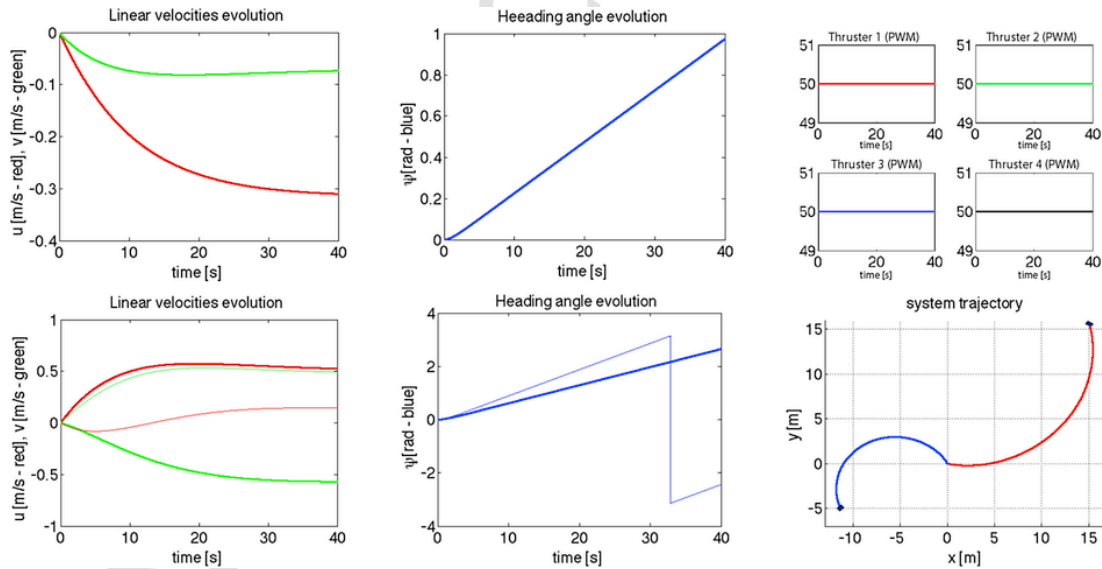 Linear velocities evolution
u [m/s - red], v [m/s - green]
0
-0.1
-0.2
-0.3
-0.4
0 10 20 30 40
time [s]
Heeading angle evolution
ψ[rad - blue]
1
0.8
0.6
0.4
0.2
0
0 10 20 30 40
time [s]
Thruster 1 (PWM)
51
50
49
0 20 40
time [s]
Thruster 2 (PWM)
51
50
49
0 20 40
time [s]
Thruster 3 (PWM)
51
50
49
0 20 40
time [s]
Thruster 4 (PWM)
51
50
49
0 20 40
time [s]
Linear velocities evolution
u [m/s - red], v [m/s - green]
1
0.5
0
-0.5
-1
0 10 20 30 40
time [s]
Heeading angle evolution
ψ[rad - blue]
4
2
0
-2
-4
0 10 20 30 40
time [s]
system trajectory
y [m]
15
10
5
0
-5
-10 -5 0 5 10 15
x [m]